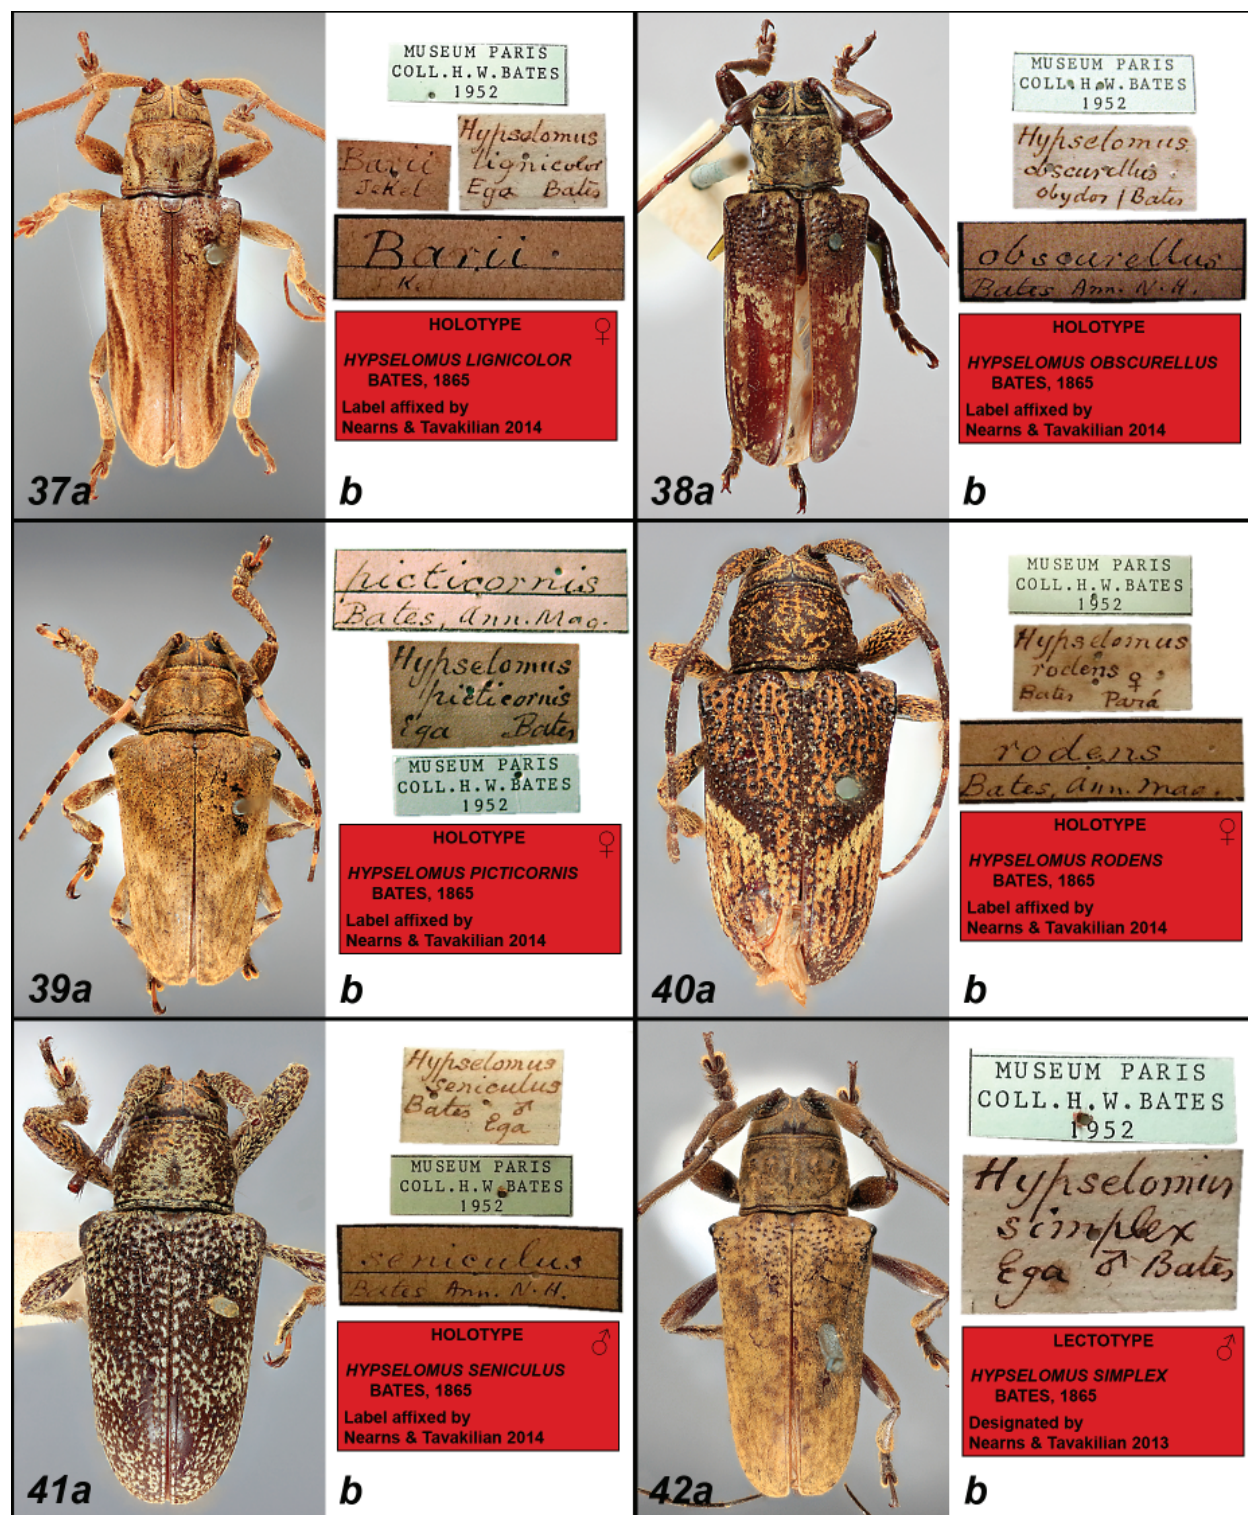 MUSEUM PARIS
COLL.H.W.BATES
1952
Barii
Jekel
Hypselomus
lignicolor
Ega Bates
Barii
J. Kel
HOLOTYPE ♀
HYPSELOMUS LIGNICOLOR
BATES, 1865
Label affixed by
Nearns & Tavakilian 2014
37a
b
MUSEUM PARIS
COLL.H.W.BATES
1952
Hypselomus
obscurellus
obydos / Bates
obscurellus
Bates Ann. N. H.
HOLOTYPE
HYPSELOMUS OBSCURELLUS
BATES, 1865
Label affixed by
Nearns & Tavakilian 2014
38a
b
picticornis
Bates, Ann. Mag.
Hypselomus
picticornis
Ega Bates
MUSEUM PARIS
COLL.H.W.BATES
1952
HOLOTYPE ♀
HYPSELOMUS PICTICORNIS
BATES, 1865
Label affixed by
Nearns & Tavakilian 2014
39a
b
MUSEUM PARIS
COLL.H.W.BATES
1952
Hypselomus
rodens ♀
Bates Pará
rodens
Bates, Ann. Mag.
HOLOTYPE ♀
HYPSELOMUS RODENS
BATES, 1865
Label affixed by
Nearns & Tavakilian 2014
40a
b
Hypselomus
seniculus
Bates ♂
Ega
MUSEUM PARIS
COLL.H.W.BATES
1952
seniculus
Bates Ann. N. H.
HOLOTYPE ♂
HYPSELOMUS SENICULUS
BATES, 1865
Label affixed by
Nearns & Tavakilian 2014
41a
b
MUSEUM PARIS
COLL.H.W.BATES
1952
Hypselomus
simplex
Ega ♂ Bates
LECTOTYPE ♂
HYPSELOMUS SIMPLEX
BATES, 1865
Designated by
Nearns & Tavakilian 2013
42a
b